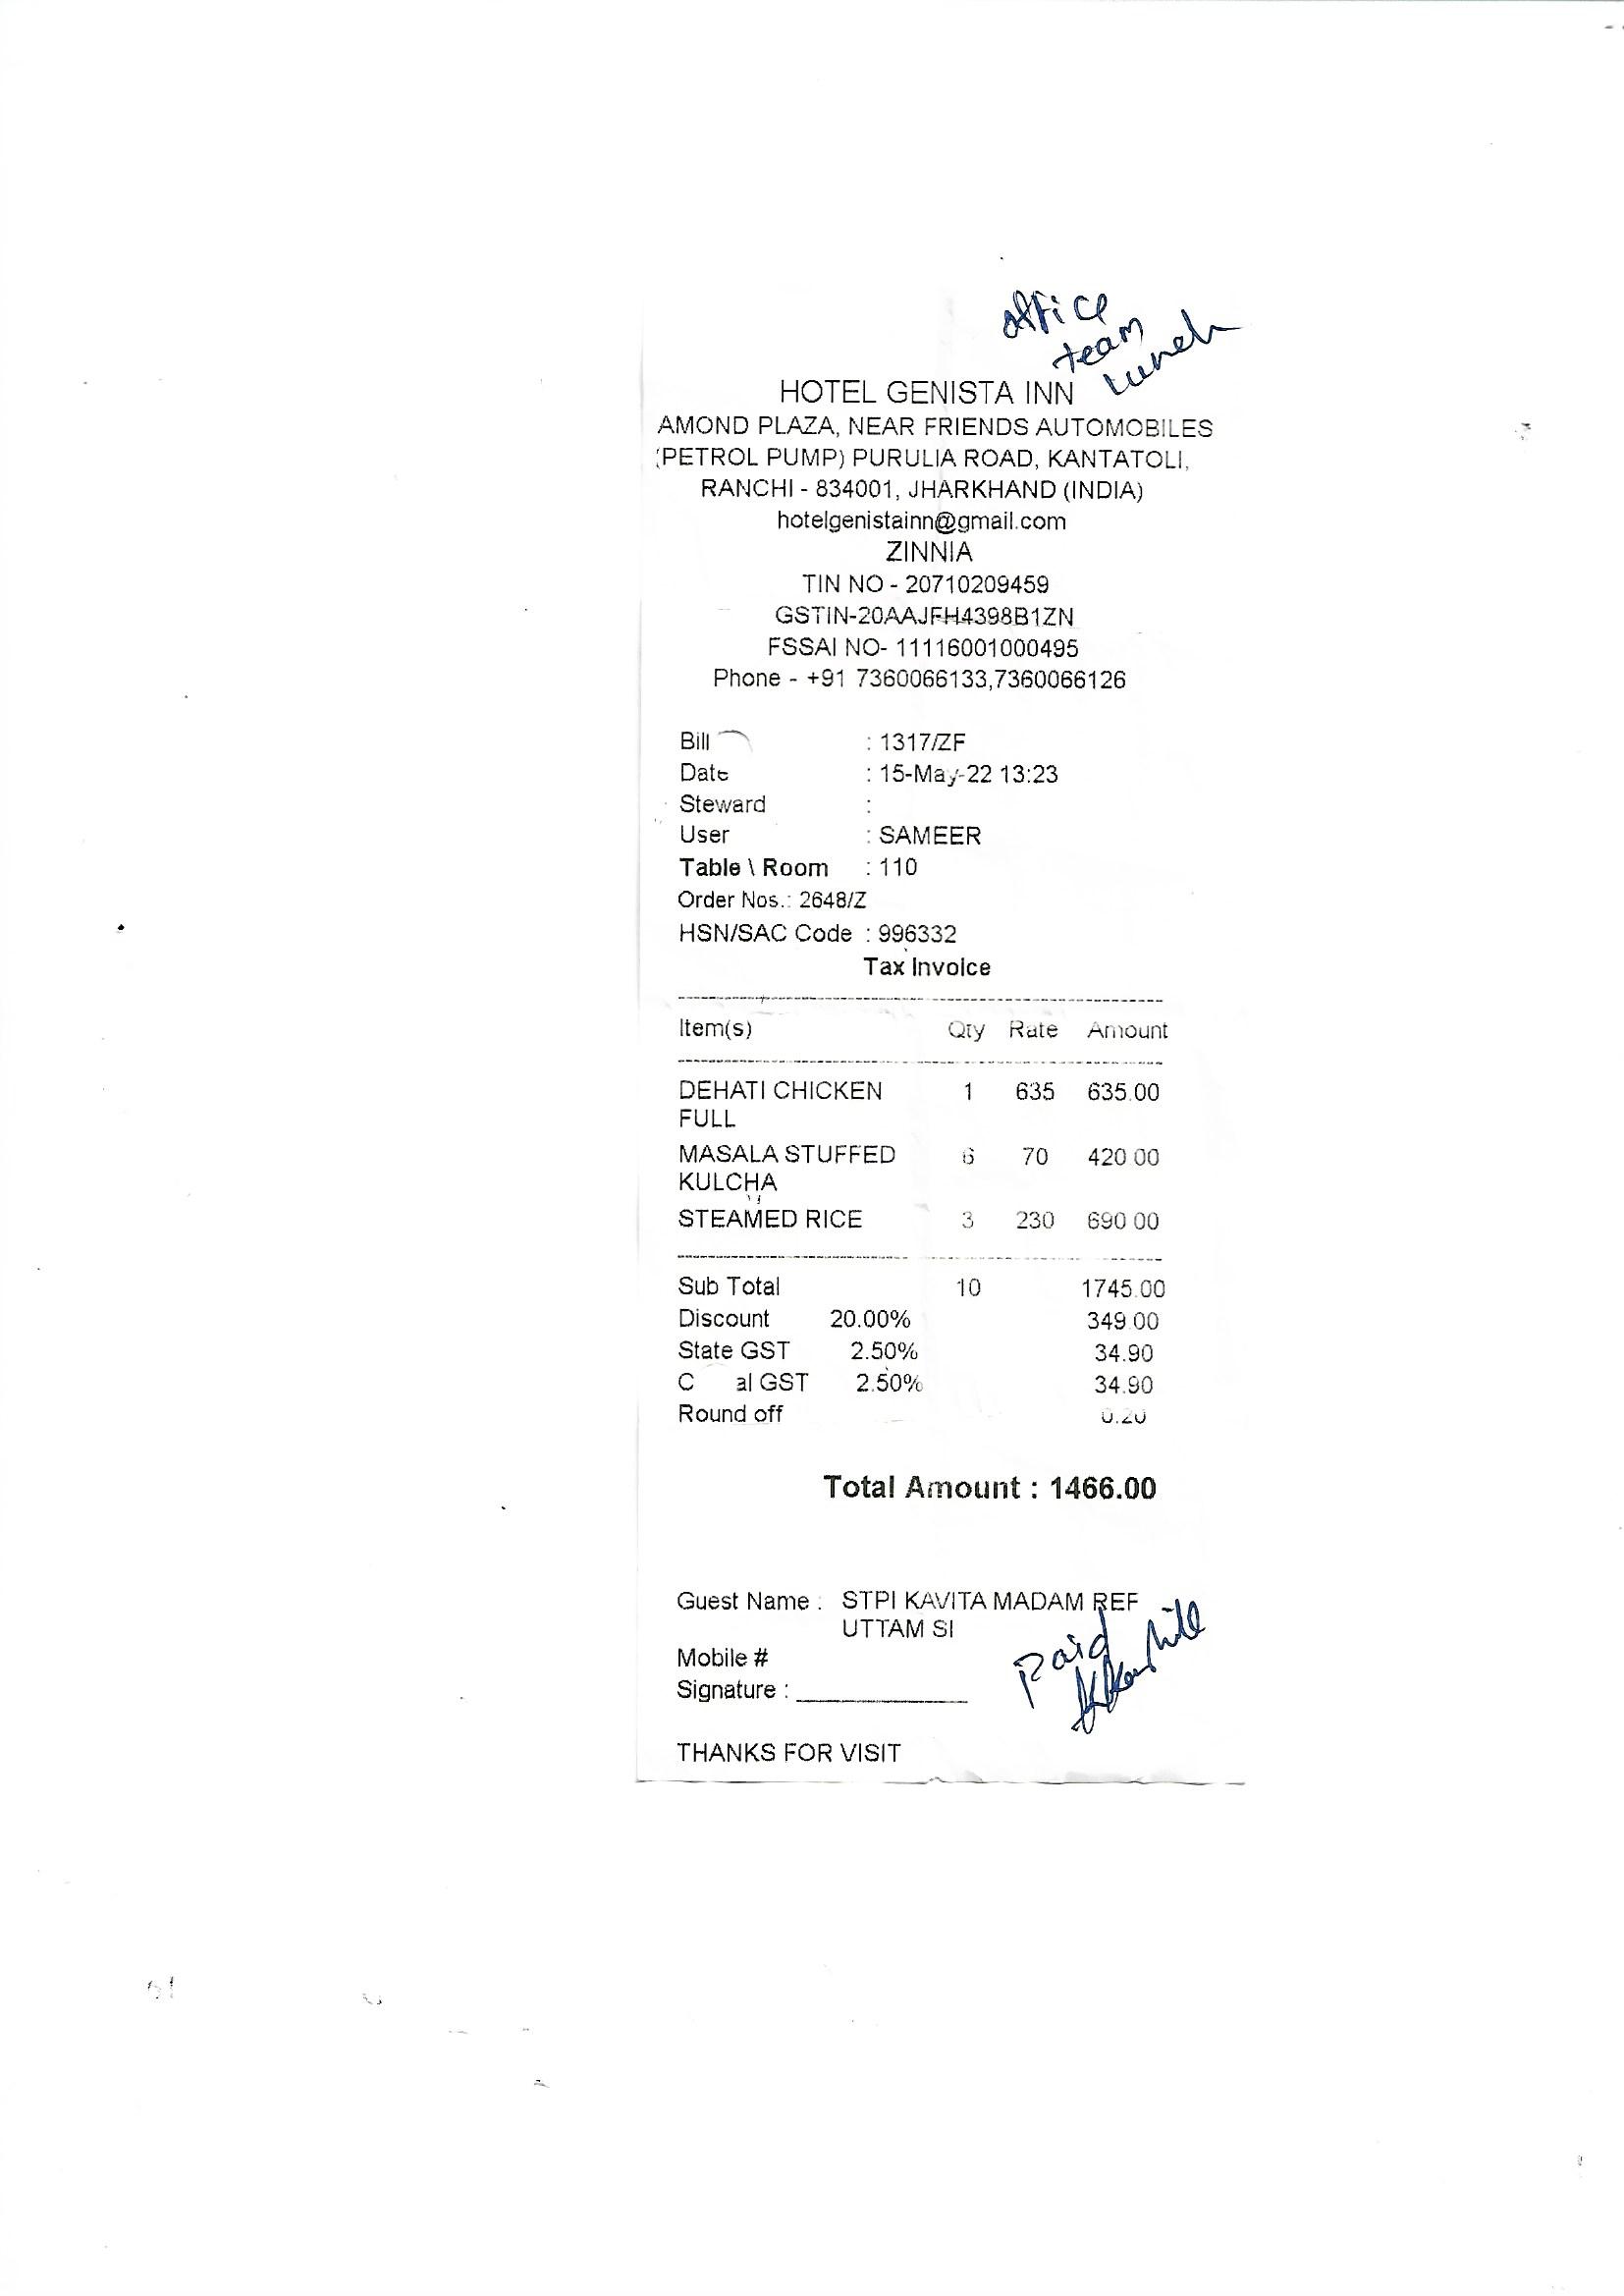 office
team
lunch
HOTEL GENISTA INN
AMOND PLAZA, NEAR FRIENDS AUTOMOBILES
(PETROL PUMP) PURULIA ROAD, KANTATOLI,
RANCHI - 834001, JHARKHAND (INDIA)
hotelgenistainn@gmail.com
ZINNIA
TIN NO - 20710209459
GSTIN-20AAJFH4398B1ZN
FSSAI NO- 11116001000495
Phone - +91 7360066133,7360066126
Bill : 1317/ZF
Date : 15-May-22 13:23
Steward :
User : SAMEER
Table \ Room : 110
Order Nos.: 2648/Z
HSN/SAC Code : 996332
Tax Invoice
Item(s) Qty Rate Amount
DEHATI CHICKEN 1 635 635.00
FULL
MASALA STUFFED 6 70 420.00
KULCHA
STEAMED RICE 3 230 690.00
Sub Total 10 1745.00
Discount 20.00% 349.00
State GST 2.50% 34.90
C al GST 2.50% 34.90
Round off 0.20
Total Amount : 1466.00
Guest Name : STPI KAVITA MADAM REF
UTTAM SI
Mobile #
Signature :
Paid
THANKS FOR VISIT